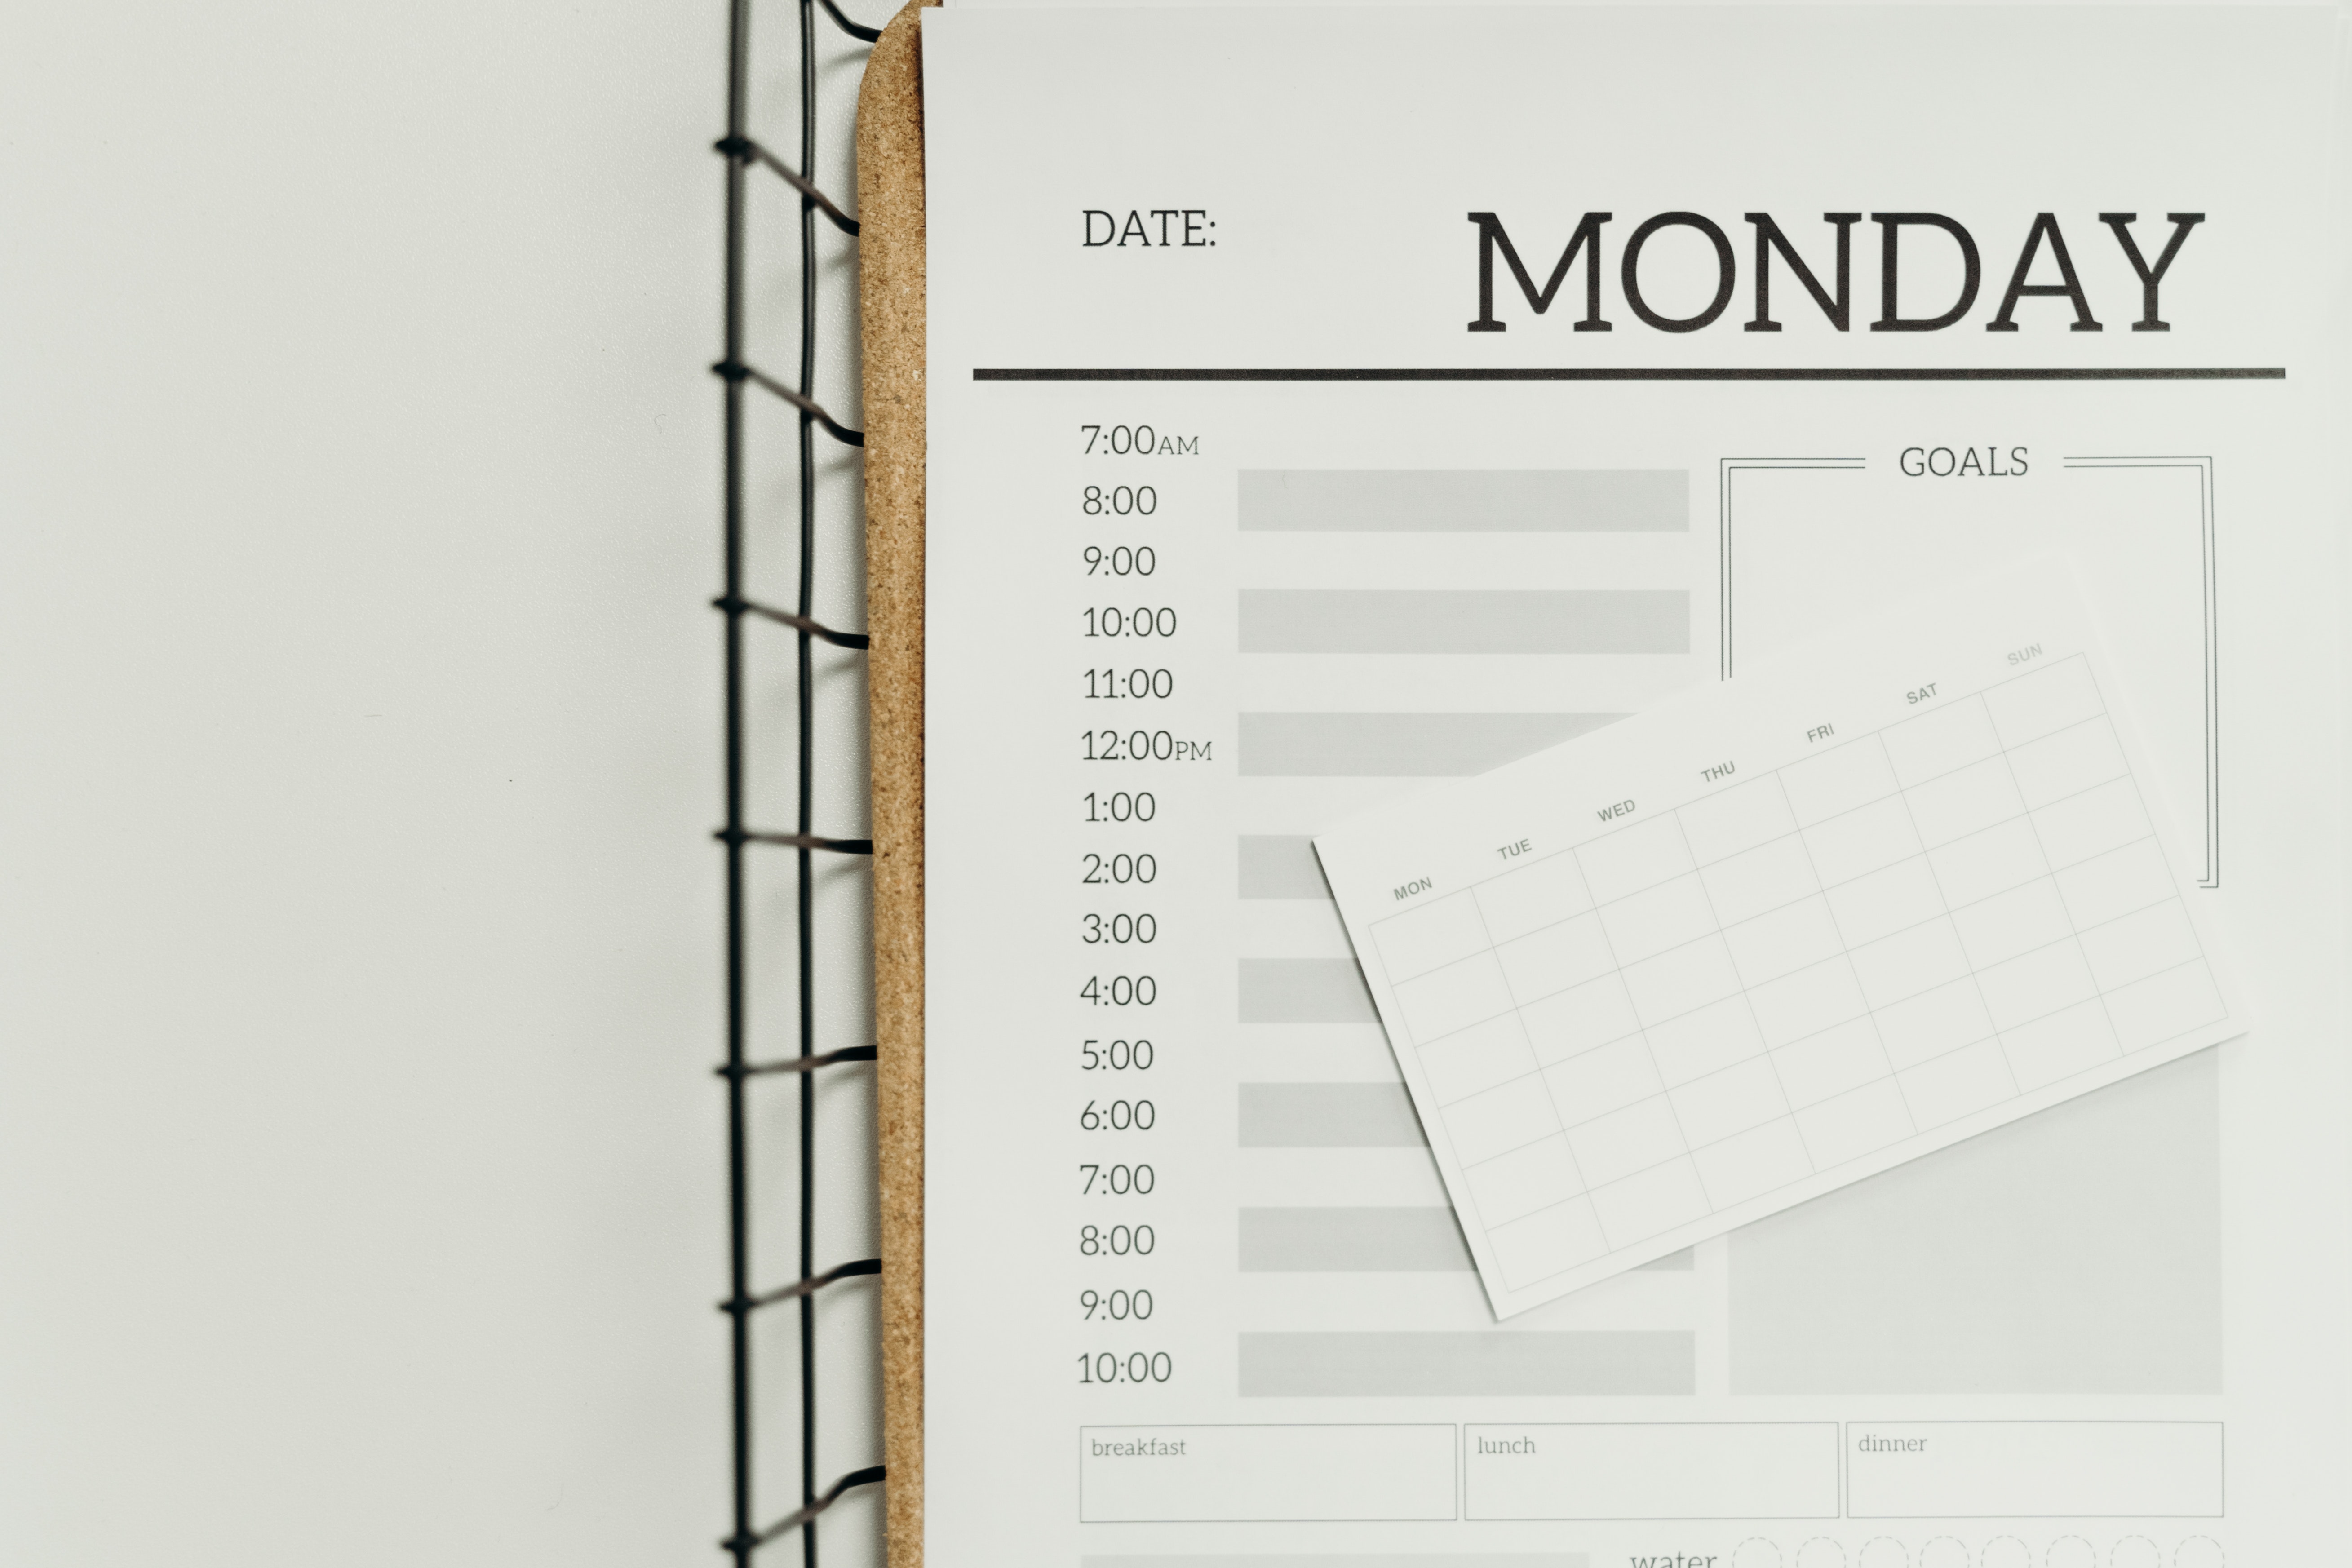 DATE:
MONDAY
7:00AM
8:00
9:00
10:00
11:00
12:00PM
1:00
2:00
3:00
4:00
5:00
6:00
7:00
8:00
9:00
10:00
GOALS
MON TUE WED THU FRI SAT SUN
breakfast
lunch
dinner
water